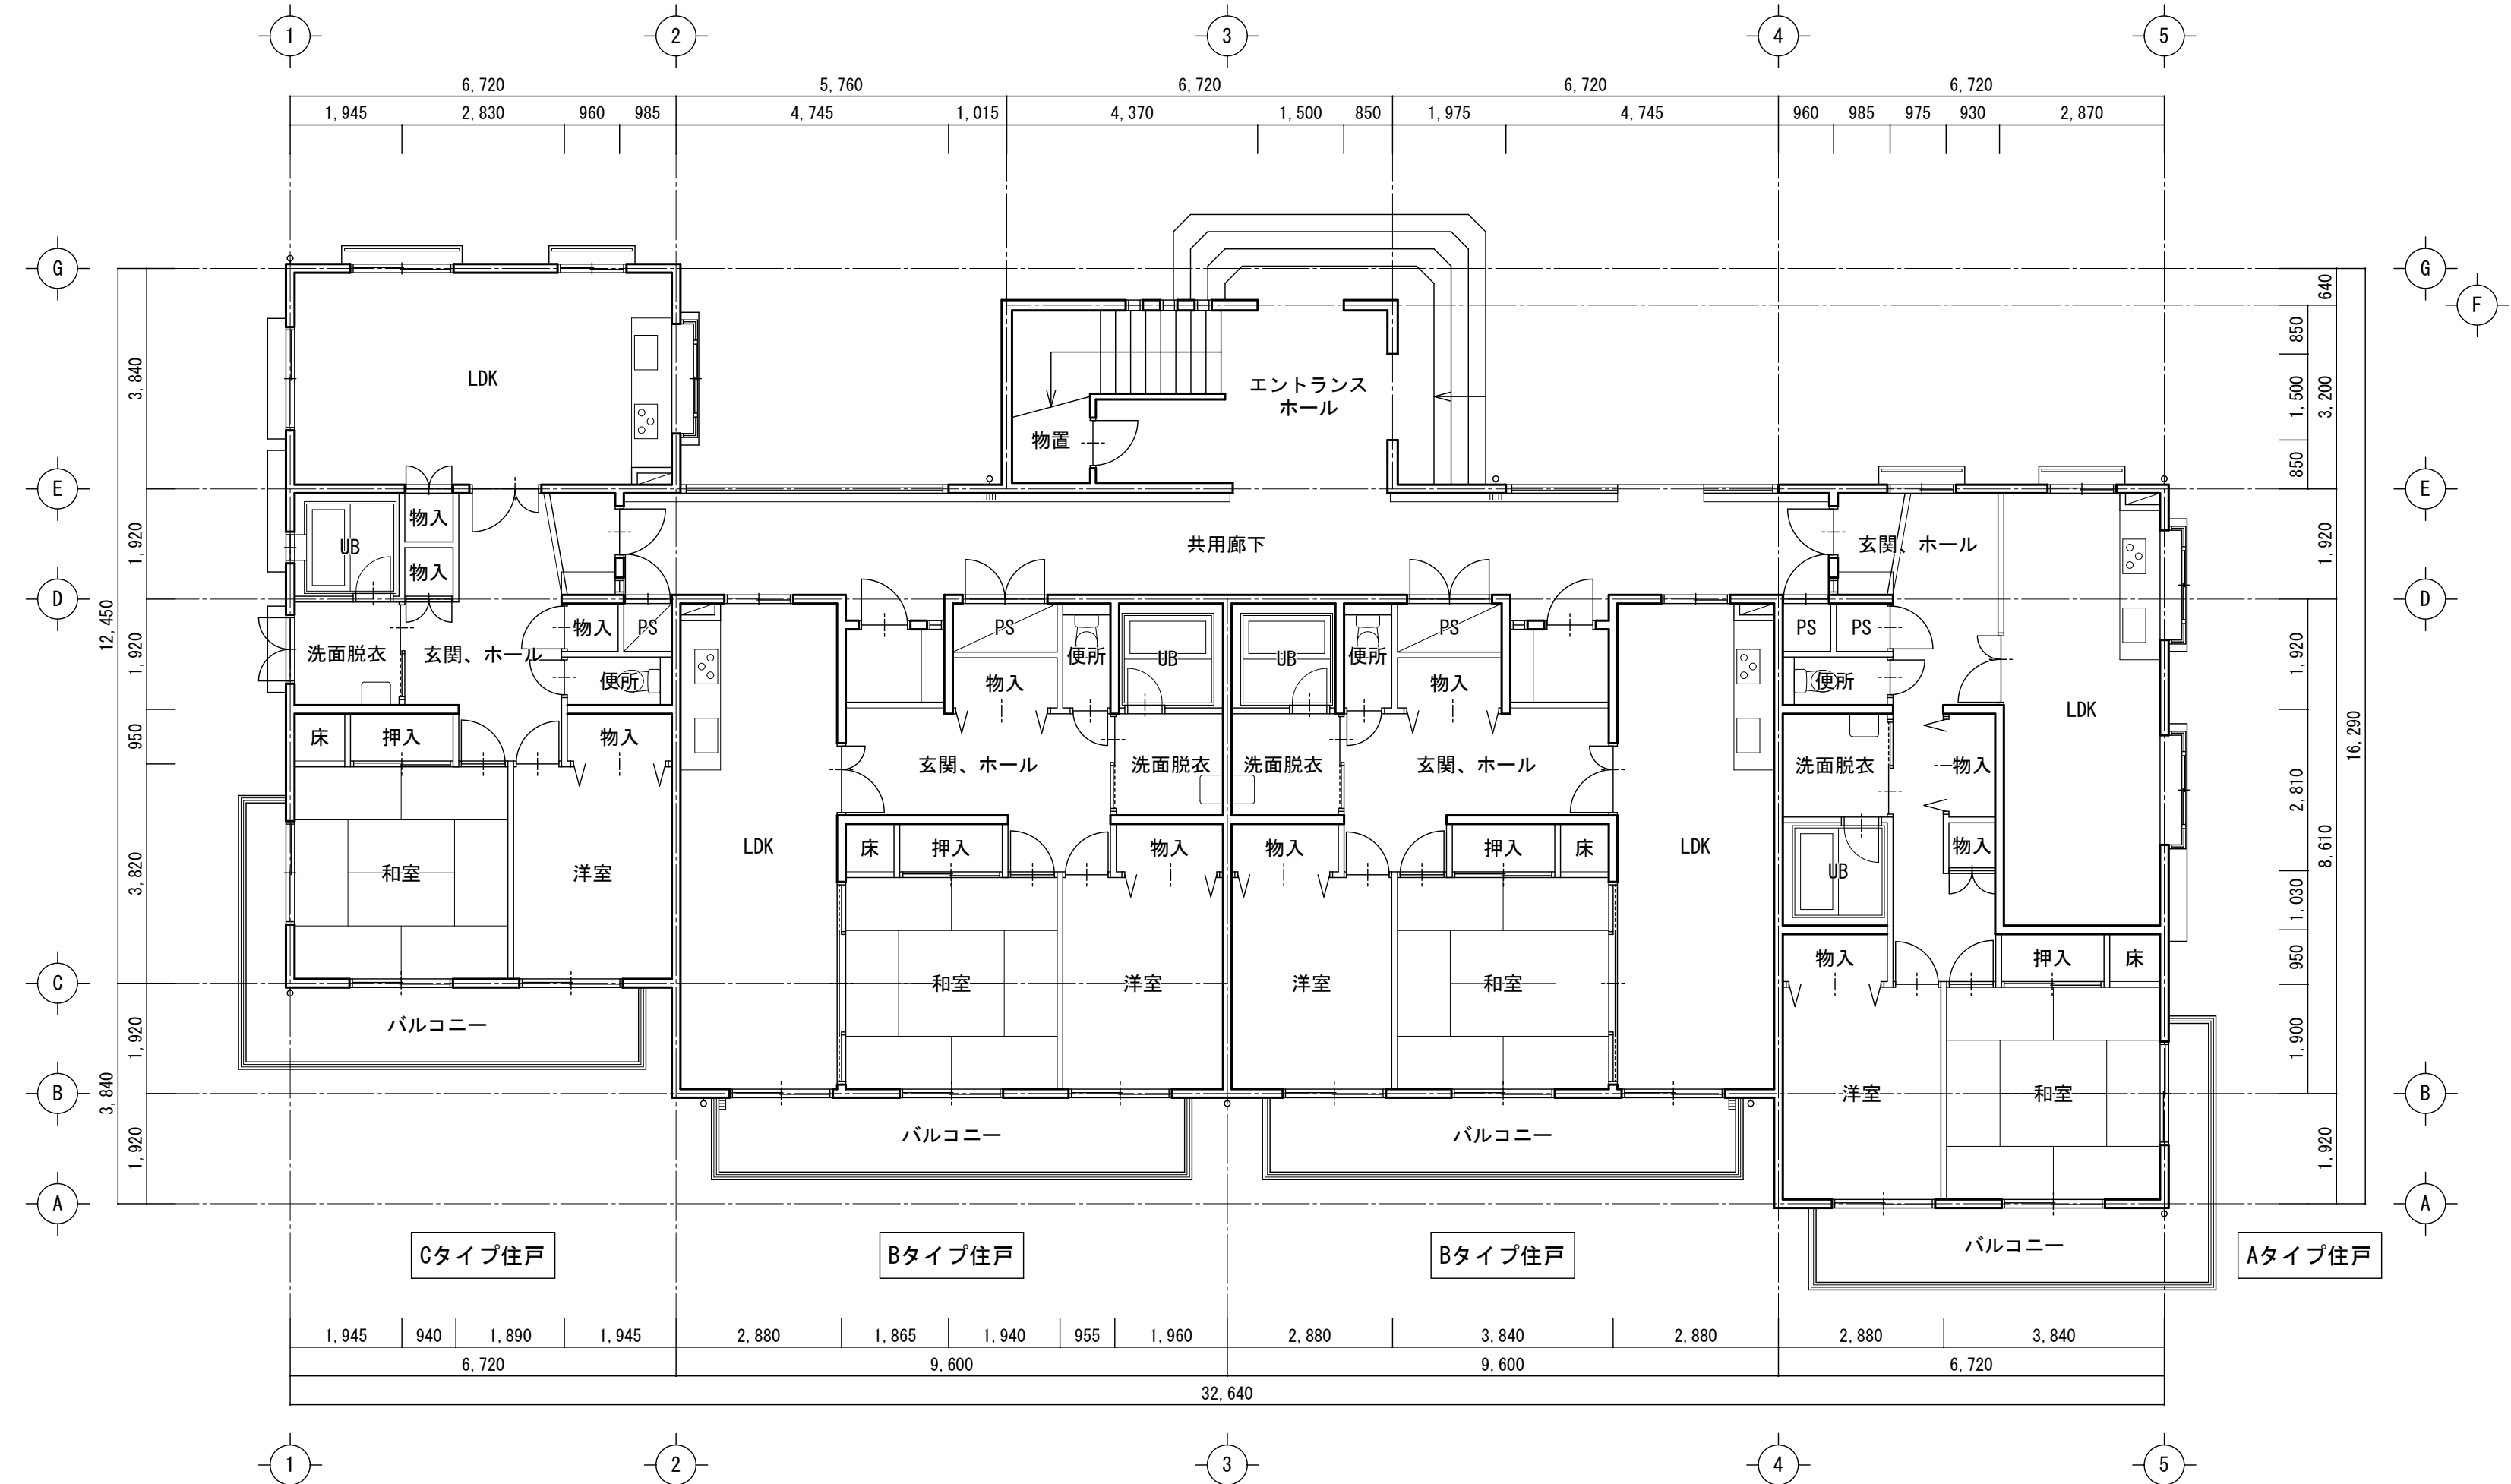 1 2 3 4 5
6,720 5,760 6,720 6,720 6,720
1,945 2,830 960 985 4,745 1,015 4,370 1,500 850 1,975 4,745 960 985 975 930 2,870
G G
F
E E
D D
C C
B B
A A
3,840
1,920
1,920
950
3,820
1,920
1,920
12,450
3,840
640
850
1,500
850
3,200
1,920
1,920
2,810
1,030
950
1,900
8,610
1,920
16,290
LDK
エントランス
ホール
物置
共用廊下
UB
物入
物入
洗面脱衣
玄関、ホール
物入
PS
便所
床
押入
物入
和室
洋室
バルコニー
LDK
PS
便所
UB
物入
玄関、ホール
洗面脱衣
床
押入
物入
和室
洋室
バルコニー
UB
便所
PS
物入
洗面脱衣
玄関、ホール
物入
押入
床
LDK
洋室
和室
バルコニー
玄関、ホール
PS
PS
便所
LDK
洗面脱衣
物入
UB
物入
物入
押入
床
洋室
和室
バルコニー
Cタイプ住戸
Bタイプ住戸
Bタイプ住戸
Aタイプ住戸
1,945 940 1,890 1,945 2,880 1,865 1,940 955 1,960 2,880 3,840 2,880 2,880 3,840
6,720 9,600 9,600 6,720
32,640
1 2 3 4 5